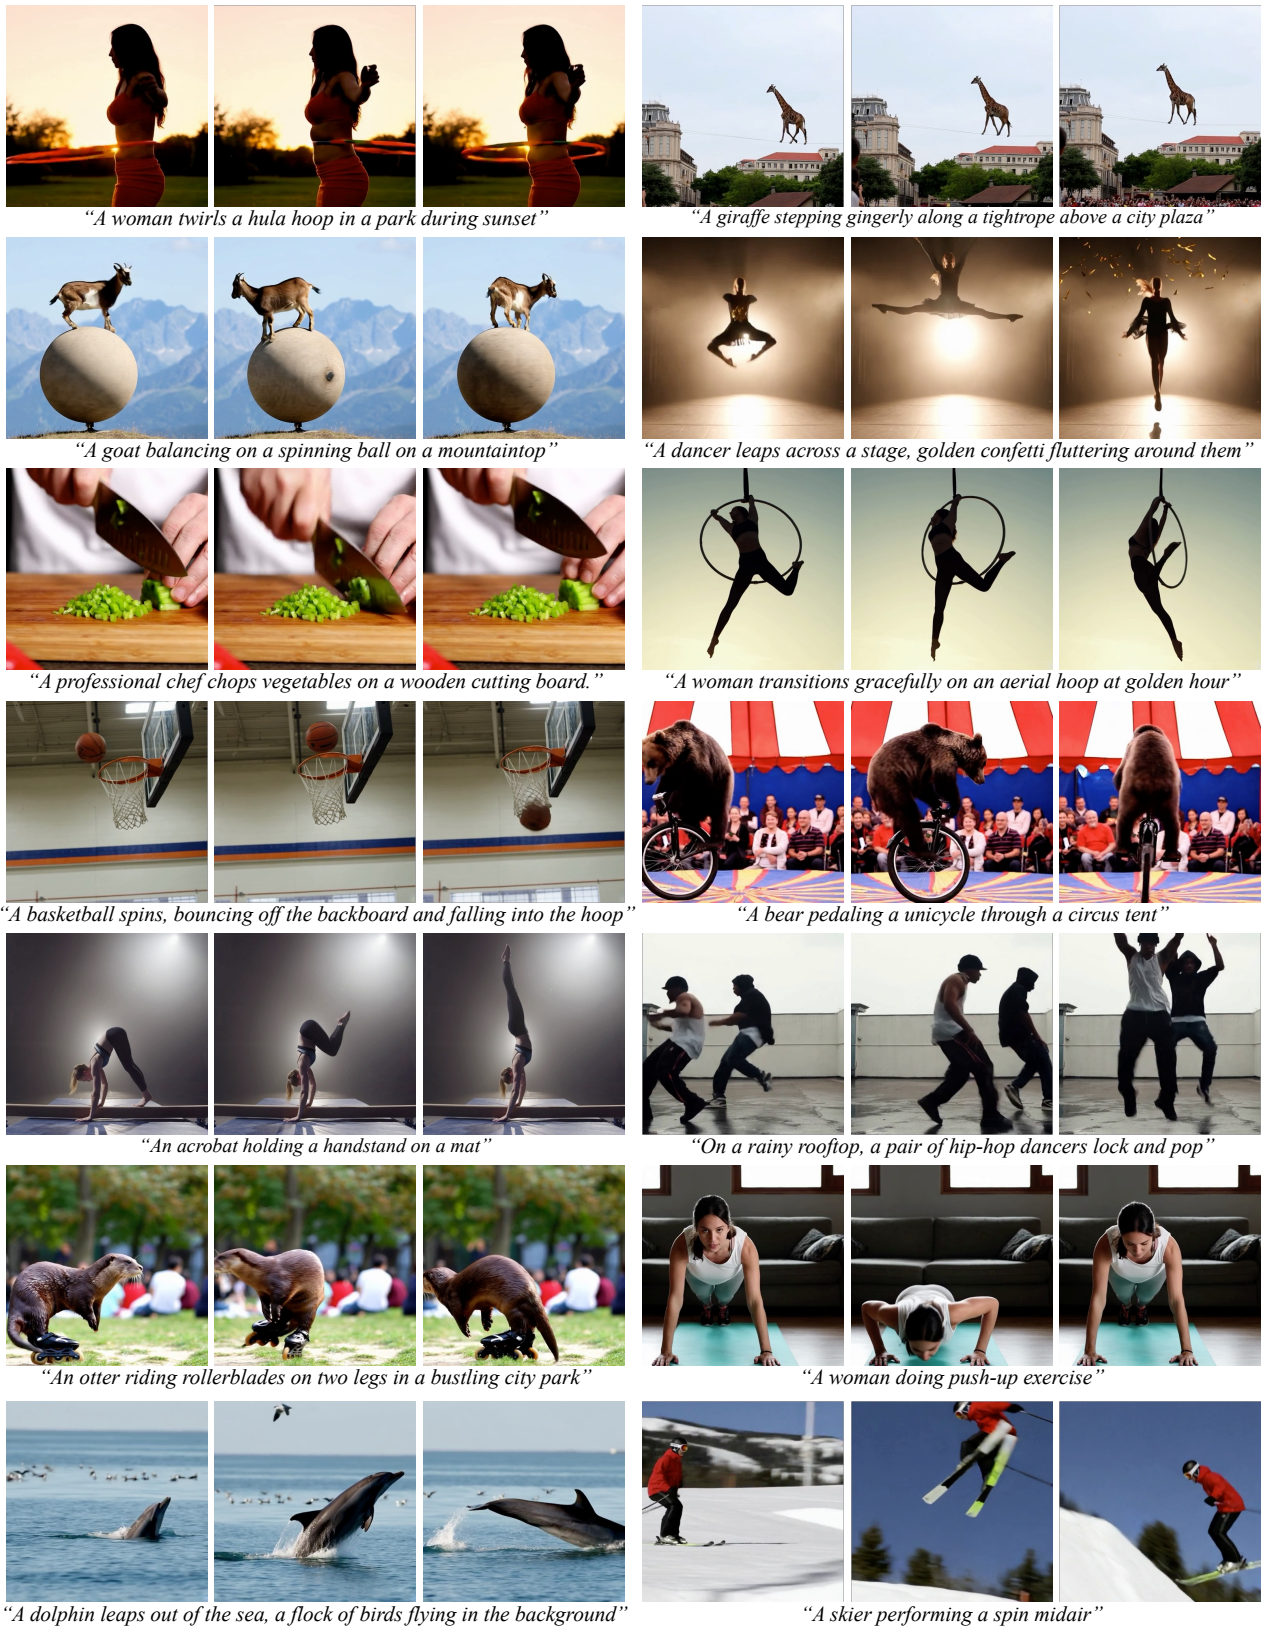 “A woman twirls a hula hoop in a park during sunset”
“A giraffe stepping gingerly along a tightrope above a city plaza”
“A goat balancing on a spinning ball on a mountaintop”
“A dancer leaps across a stage, golden confetti fluttering around them”
“A professional chef chops vegetables on a wooden cutting board.”
“A woman transitions gracefully on an aerial hoop at golden hour”
“A basketball spins, bouncing off the backboard and falling into the hoop”
“A bear pedaling a unicycle through a circus tent”
“An acrobat holding a handstand on a mat”
“On a rainy rooftop, a pair of hip-hop dancers lock and pop”
“An otter riding rollerblades on two legs in a bustling city park”
“A woman doing push-up exercise”
“A dolphin leaps out of the sea, a flock of birds flying in the background”
“A skier performing a spin midair”